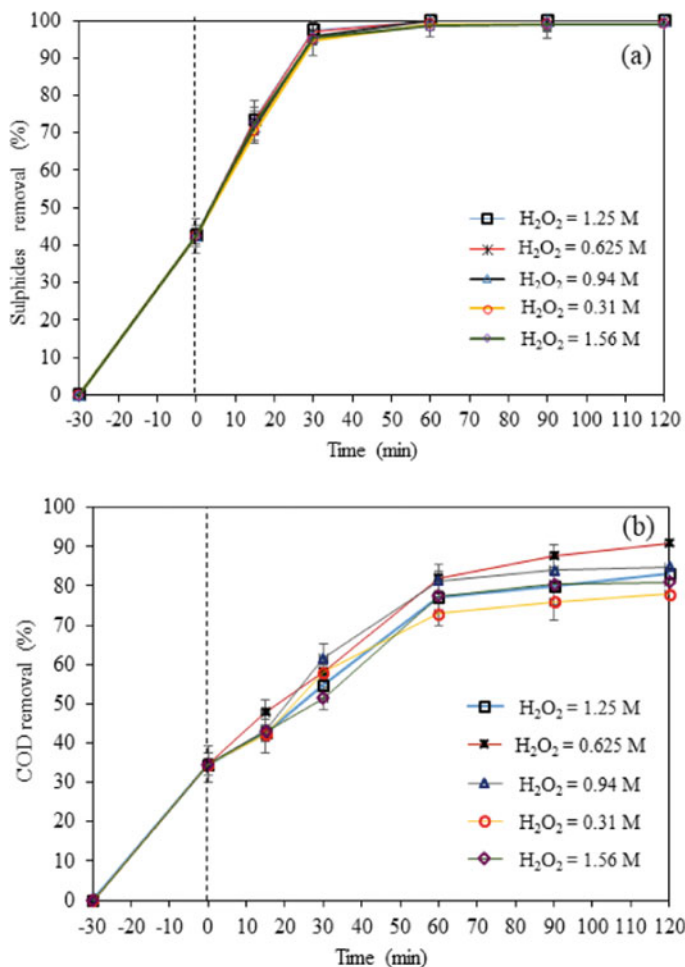 100
90
80
70
60
50
40
30
20
10
0
Sulphides removal (%)
(a)
H₂O₂ = 1.25 M
H₂O₂ = 0.625 M
H₂O₂ = 0.94 M
H₂O₂ = 0.31 M
H₂O₂ = 1.56 M
-30 -20 -10 0 10 20 30 40 50 60 70 80 90 100 110 120
Time (min)
100
90
80
70
60
50
40
30
20
10
0
COD removal (%)
(b)
H₂O₂ = 1.25 M
H₂O₂ = 0.625 M
H₂O₂ = 0.94 M
H₂O₂ = 0.31 M
H₂O₂ = 1.56 M
-30 -20 -10 0 10 20 30 40 50 60 70 80 90 100 110 120
Time (min)